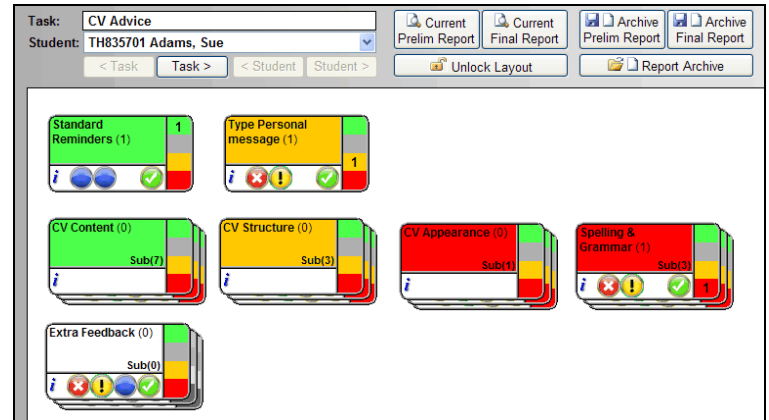 Task: CV Advice
Student: TH835701 Adams, Sue
< Task Task > < Student Student >
Current Prelim Report
Current Final Report
Archive Prelim Report
Archive Final Report
Unlock Layout
Report Archive
Standard
Reminders (1)
1
i
Type Personal
message (1)
1
i
CV Content (0)
Sub(7)
i
CV Structure (0)
Sub(3)
i
CV Appearance (0)
Sub(1)
i
Spelling &
Grammar (1)
Sub(3)
i
1
Extra Feedback (0)
Sub(0)
i